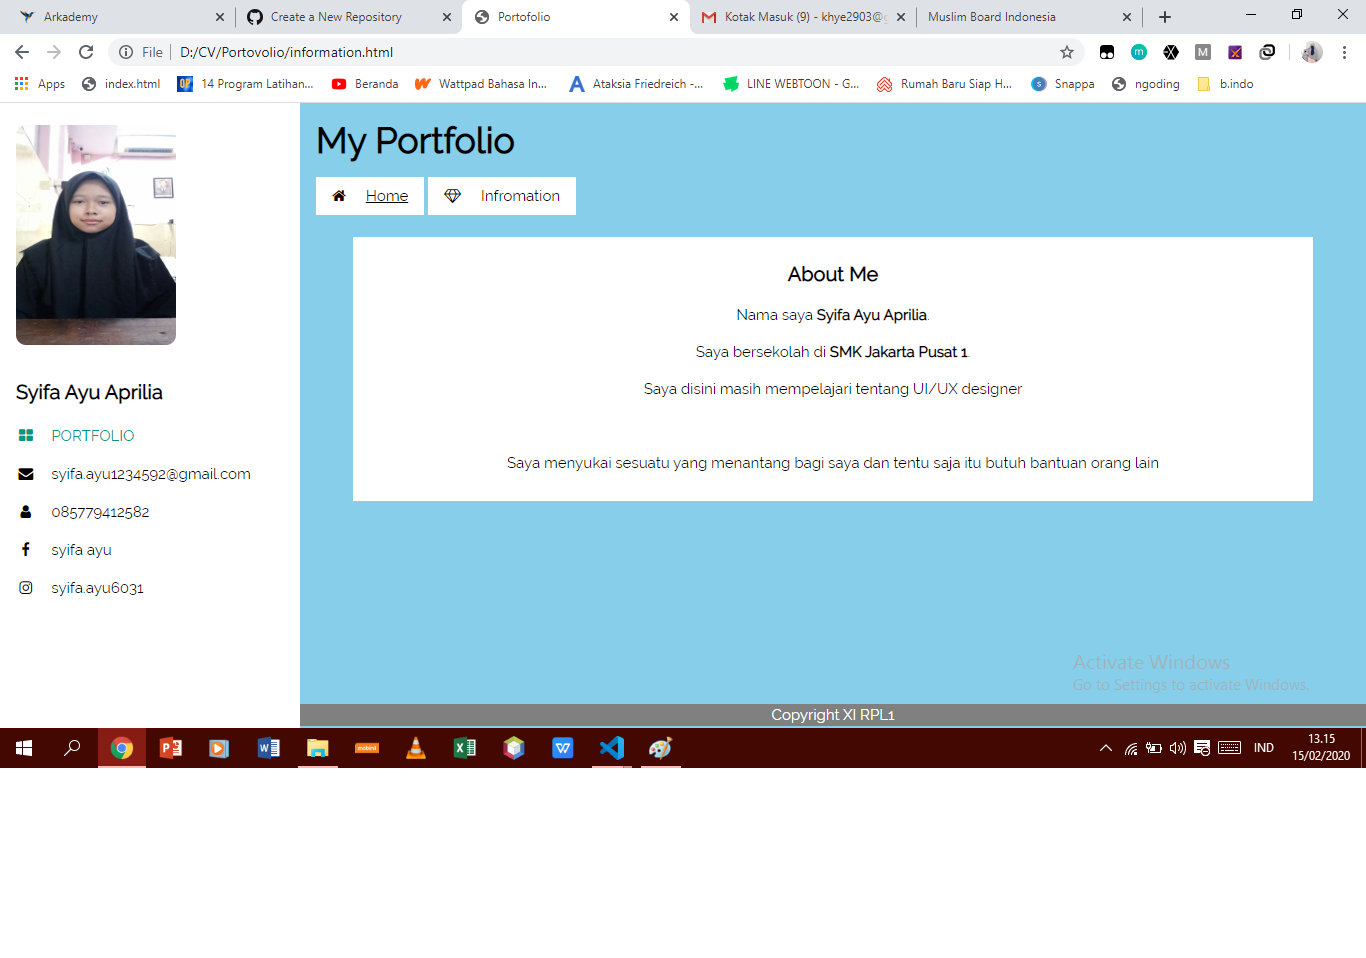 Arkademy
Create a New Repository
Portofolio
Kotak Masuk (9) - khye2903@g
Muslim Board Indonesia
File
D:/CV/Portovolio/information.html
M
Apps
index.html
14 Program Latihan...
Beranda
Wattpad Bahasa In...
Ataksia Friedreich -...
LINE WEBTOON - G...
Rumah Baru Siap H...
Snappa
ngoding
b.indo
My Portfolio
Home
Infromation
About Me
Nama saya Syifa Ayu Aprilia.
Saya bersekolah di SMK Jakarta Pusat 1.
Saya disini masih mempelajari tentang UI/UX designer
Saya menyukai sesuatu yang menantang bagi saya dan tentu saja itu butuh bantuan orang lain
Syifa Ayu Aprilia
PORTFOLIO
syifa.ayu1234592@gmail.com
085779412582
syifa ayu
syifa.ayu6031
Activate Windows
Go to Settings to activate Windows.
Copyright XI RPL1
IND
13.15
15/02/2020